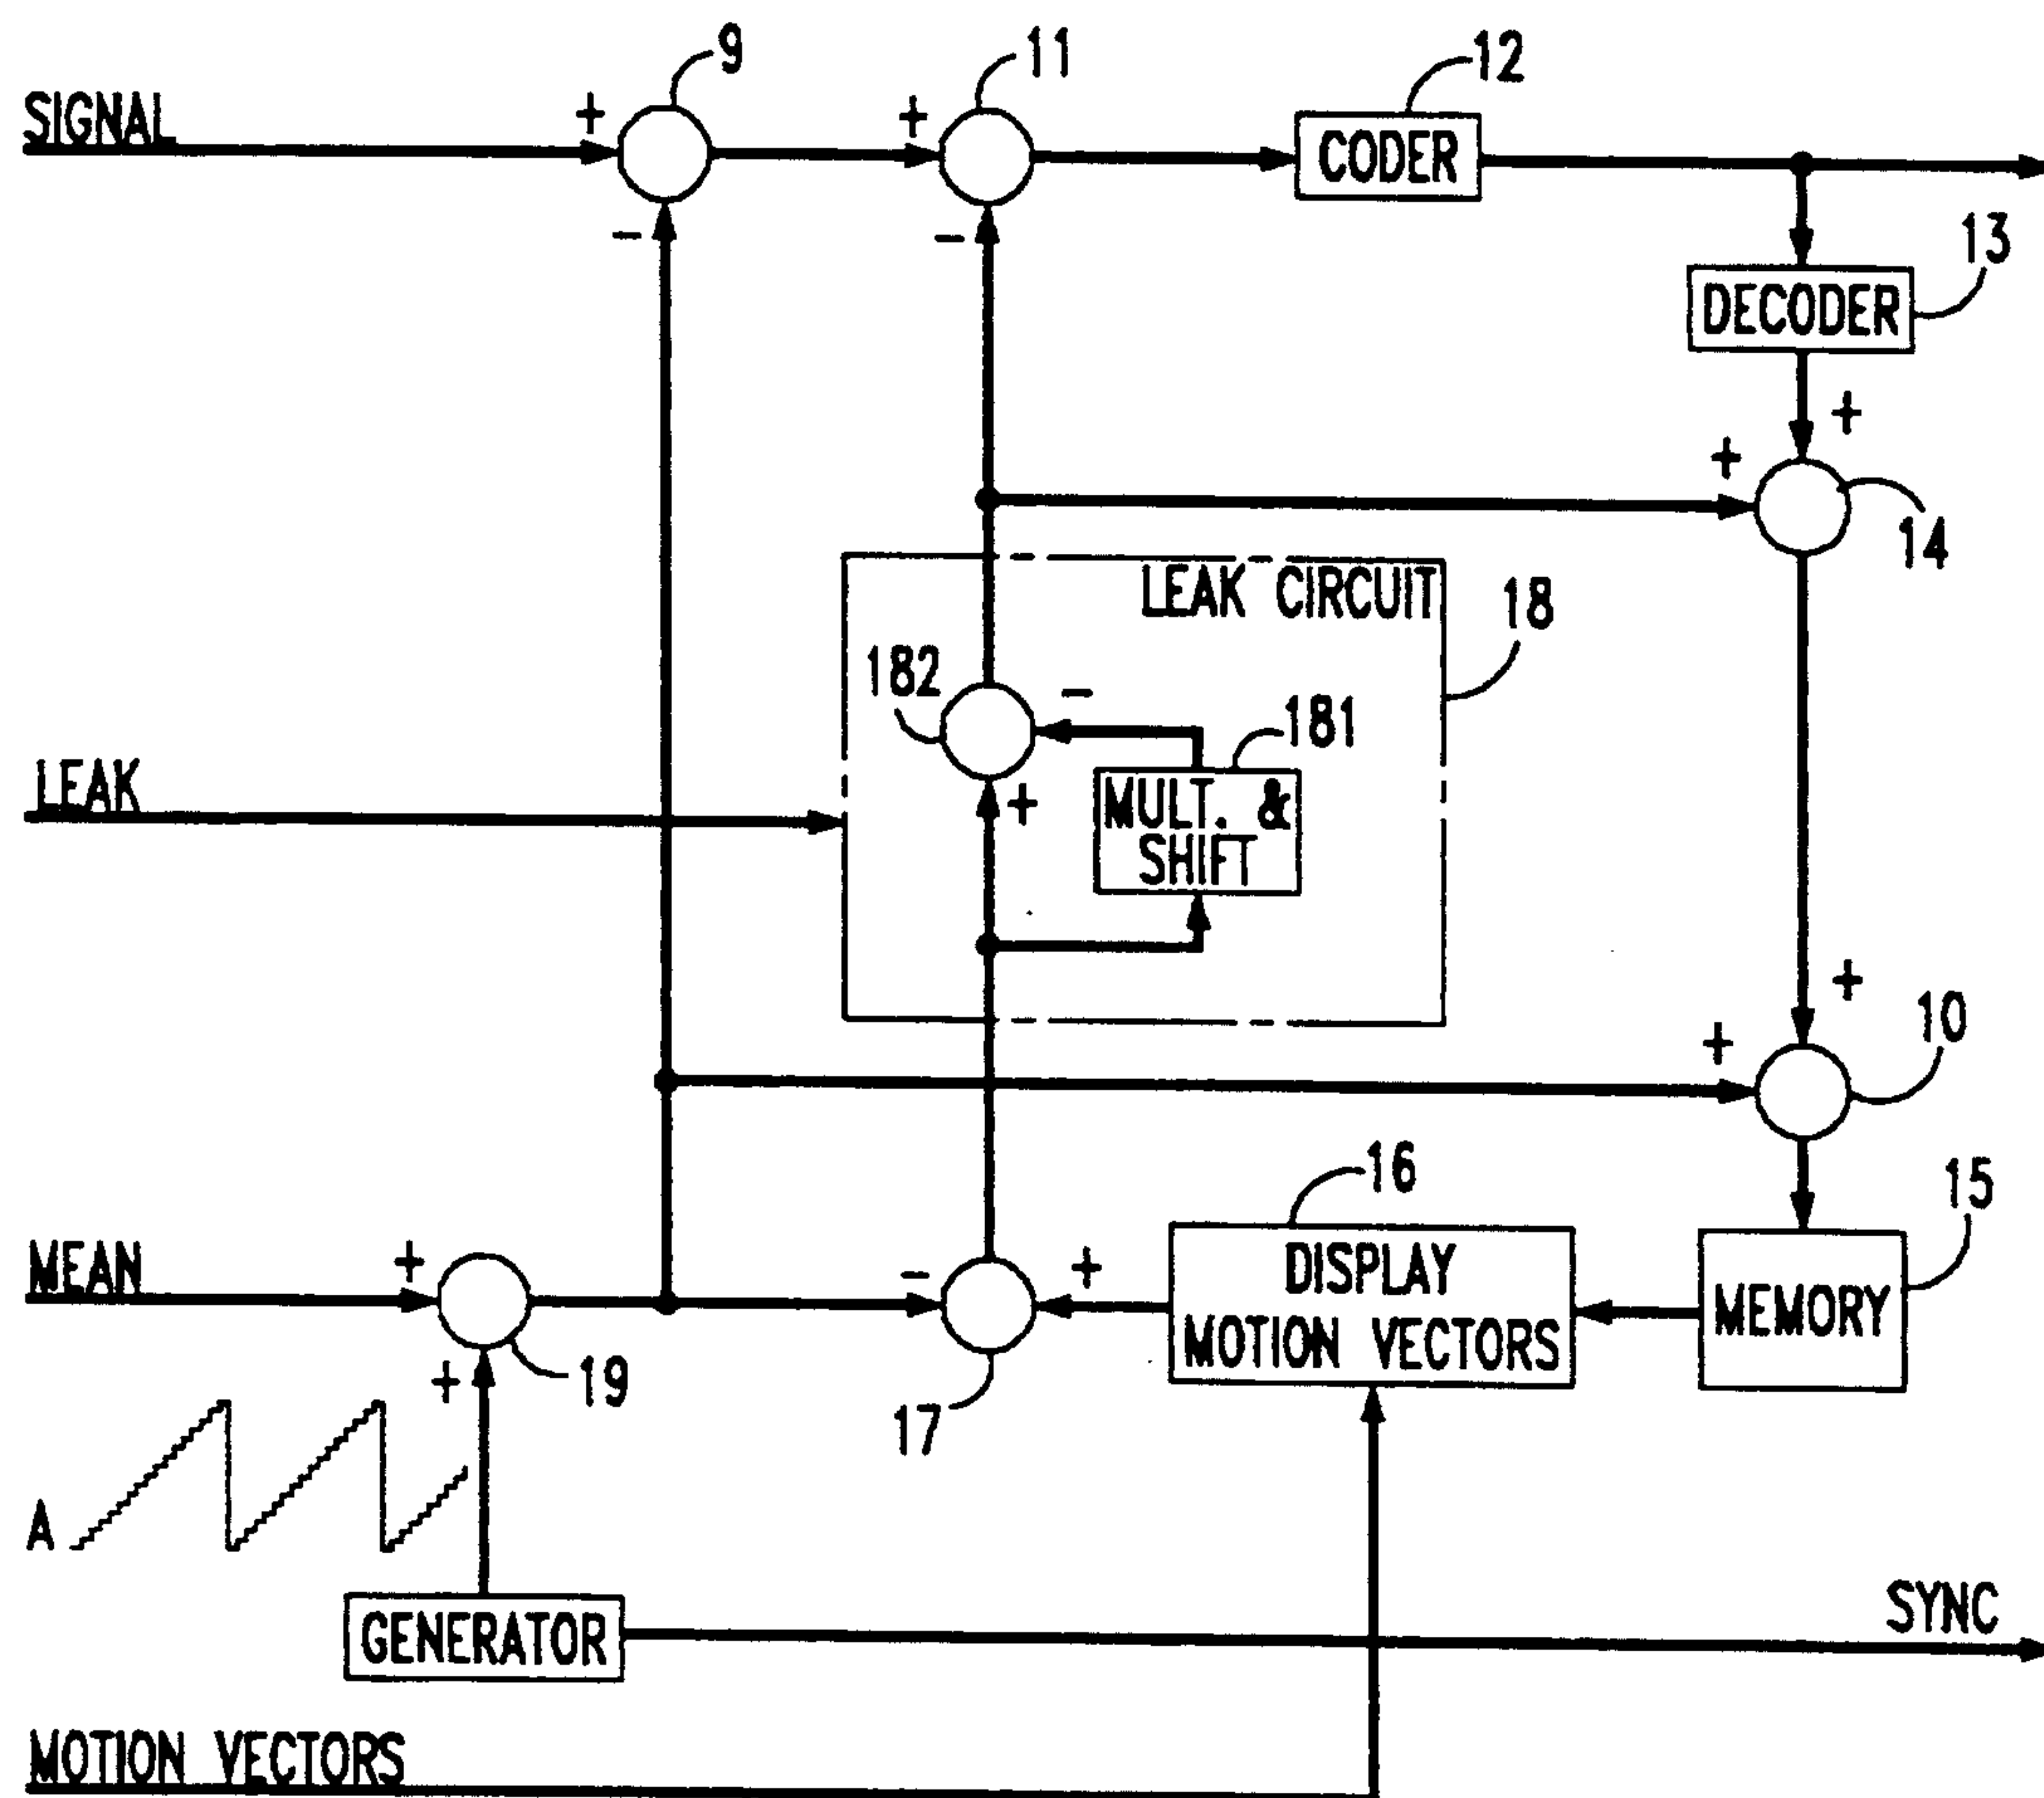 9
11
12
SIGNAL
+
+
CODER
-
-
13
DECODER
+
+
14
LEAK CIRCUIT
18
182
-
181
LEAK
+
MULT. &
SHIFT
+
10
+
16
15
MEAN
+
-
+
DISPLAY
MOTION VECTORS
MEMORY
+
19
17
A
GENERATOR
SYNC
MOTION VECTORS